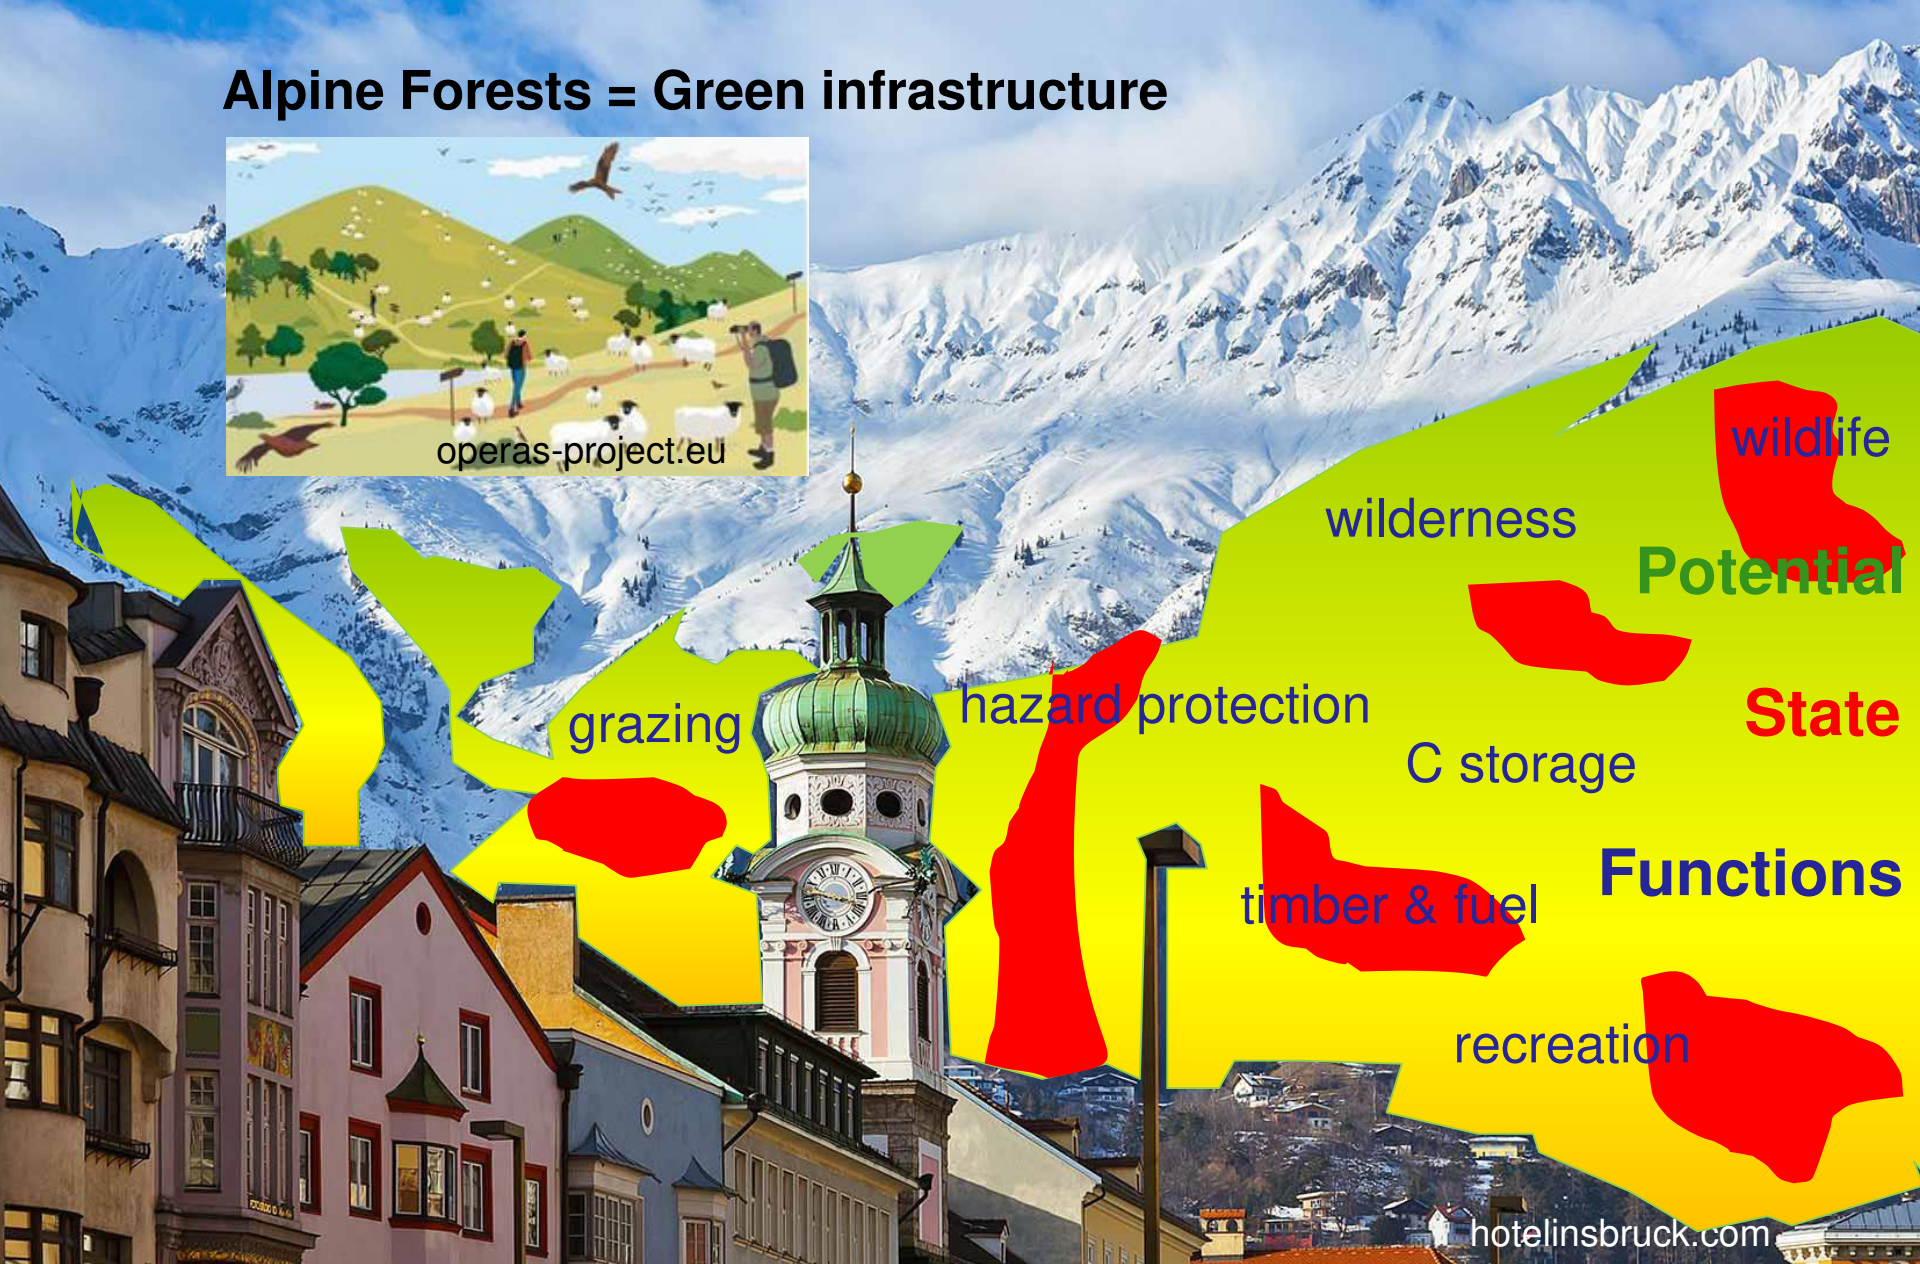 Alpine Forests = Green infrastructure
operas-project.eu
wildlife
wilderness
Potential
grazing
hazard protection
State
C storage
Functions
timber & fuel
recreation
hotelinsbruck.com